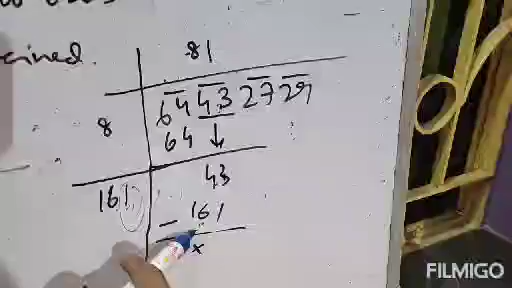 ained.
81
8 64 43 27 29
64 ↓
43
161 - 161
x
FILMIGO